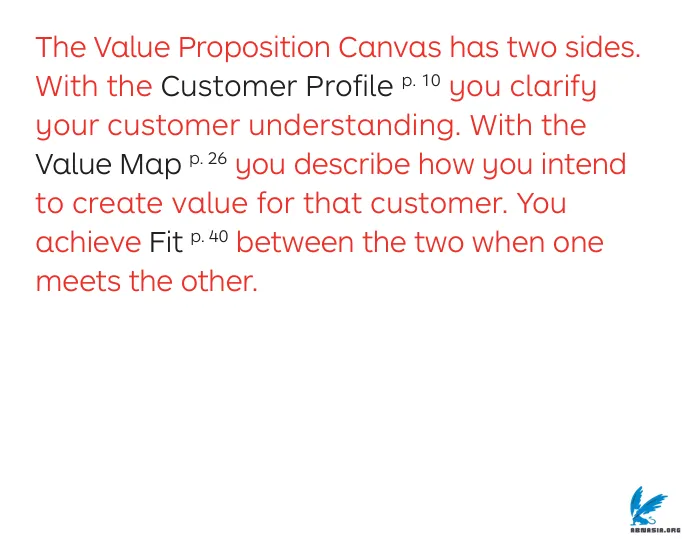 The Value Proposition Canvas has two sides.
With the Customer Profile p. 10 you clarify
your customer understanding. With the
Value Map p. 26 you describe how you intend
to create value for that customer. You
achieve Fit p. 40 between the two when one
meets the other.
ABNASIA.ORG